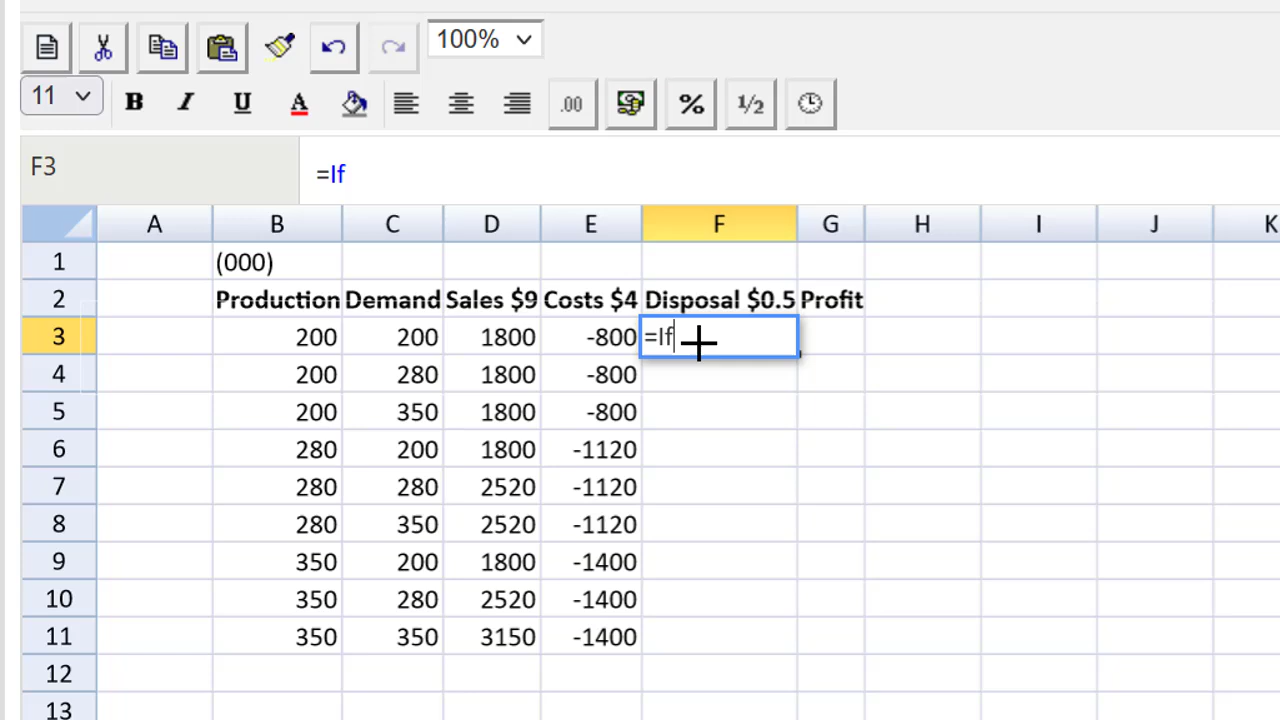 100%
11 B I U A .00 % 1/2
F3 =If
A B C D E F G H I J K
1 (000)
2 Production Demand Sales $9 Costs $4 Disposal $0.5 Profit
3 200 200 1800 -800 =If
4 200 280 1800 -800
5 200 350 1800 -800
6 280 200 1800 -1120
7 280 280 2520 -1120
8 280 350 2520 -1120
9 350 200 1800 -1400
10 350 280 2520 -1400
11 350 350 3150 -1400
12
13